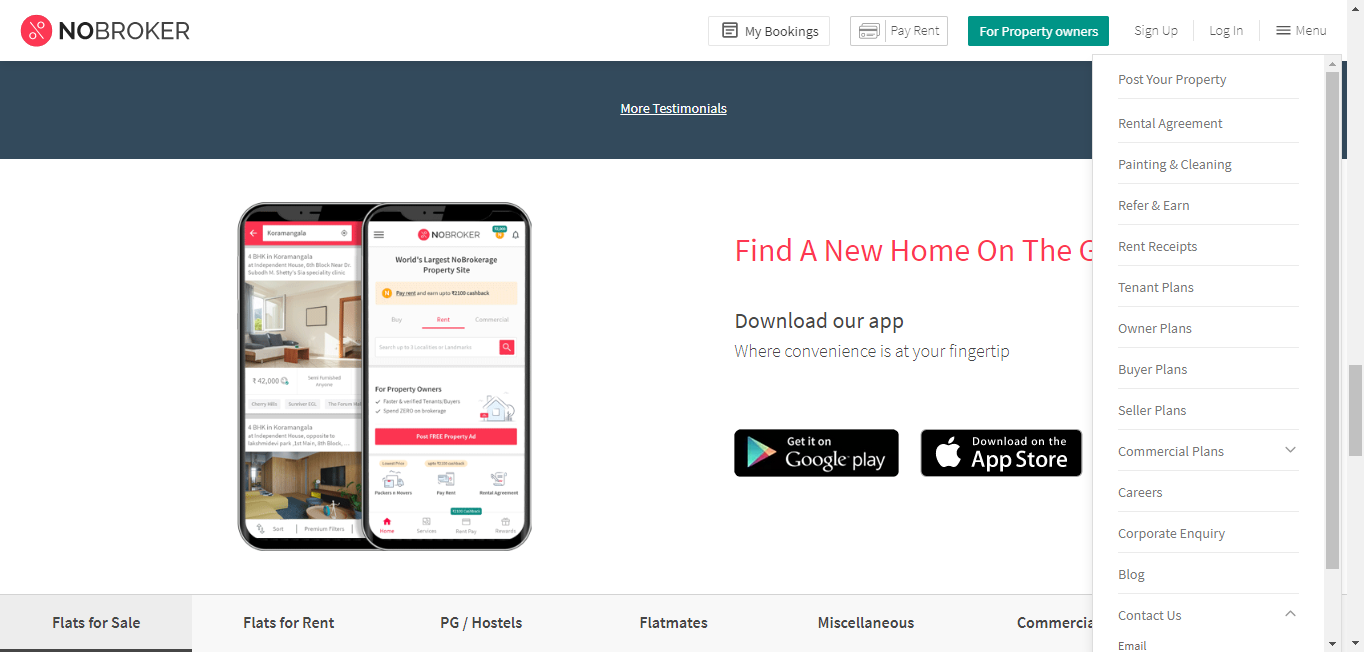 NOBROKER
My Bookings
Pay Rent
For Property owners
Sign Up
Log In
Menu
More Testimonials
Post Your Property
Rental Agreement
Painting & Cleaning
Refer & Earn
Rent Receipts
Tenant Plans
Owner Plans
Buyer Plans
Seller Plans
Commercial Plans
Careers
Corporate Enquiry
Blog
Contact Us
Email
Koramangala
4 BHK in Koramangala
at Independent House, 6th Block Near Dr.
Subodh M. Shetty's Sia speciality clinic
₹ 42,000
Semi Furnished
Anyone
Cherry Hills
The Forum
4 BHK in Koramangala
at Independent House, opposite to
lakshmidevi park ,1st Main, 8th Block, ...
Sort
Premium Filters
NOBROKER
World's Largest NoBrokerage
Property Site
Pay rent and earn upto ₹2100 cashback
Buy
Rent
Commercial
Search up to 3 Localities or Landmarks
For Property Owners
Faster & verified Tenants/Buyers
Spend ZERO on brokerage
Post FREE Property Ad
Lowest Price
upto ₹2100 cashback
Packers n Movers
Pay Rent
Rental Agreement
₹2100 Cashback
Home
Services
Rent Pay
Rewards
Find A New Home On The G
Download our app
Where convenience is at your fingertip
Get it on
Google play
Download on the
App Store
Flats for Sale
Flats for Rent
PG / Hostels
Flatmates
Miscellaneous
Commercia